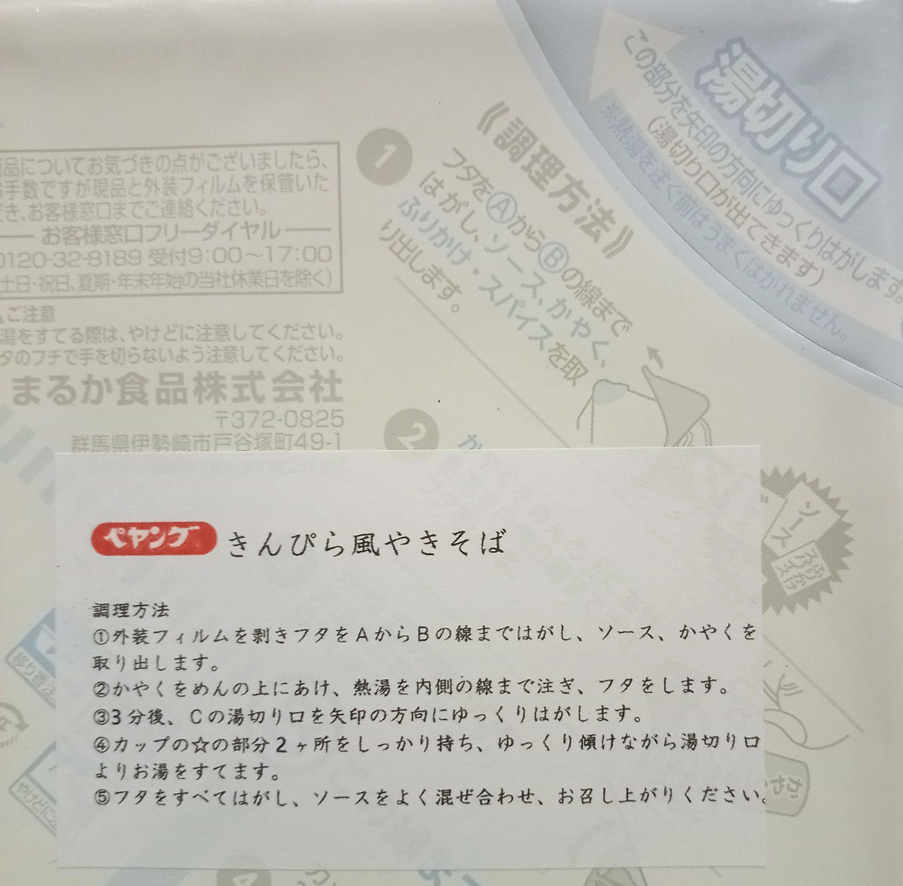 湯切り口
この部分を矢印の方向にゆっくりはがします。
(湯切り口が出てきます)
※熱湯を注ぐ前はうまくはがれません。
品についてお気づきの点がございましたら、
手数ですが現品と外装フィルムを保管いた
だき、お客様窓口までご連絡ください。
お客様窓口フリーダイヤル
0120-32-8189 受付9:00〜17:00
土日・祝日、夏期・年末年始の当社休業日を除く)
ご注意
湯をすてる際は、やけどに注意してください。
タのフチで手を切らないよう注意してください。
まるか食品株式会社
〒372-0825
群馬県伊勢崎市戸谷塚町49-1
《調理方法》
1
フタをⒶからⒷの線まで
はがし、ソース、かやく、
ふりかけ・スパイスを取
り出します。
2
ソース
ペヤング きんぴら風やきそば
調理方法
①外装フィルムを剥きフタをAからBの線まではがし、ソース、かやくを
取り出します。
②かやくをめんの上にあけ、熱湯を内側の線まで注ぎ、フタをします。
③3分後、Cの湯切り口を矢印の方向にゆっくりはがします。
④カップの☆の部分2ヶ所をしっかり持ち、ゆっくり傾けながら湯切り口
よりお湯をすてます。
⑤フタをすべてはがし、ソースをよく混ぜ合わせ、お召し上がりください。
かや
4